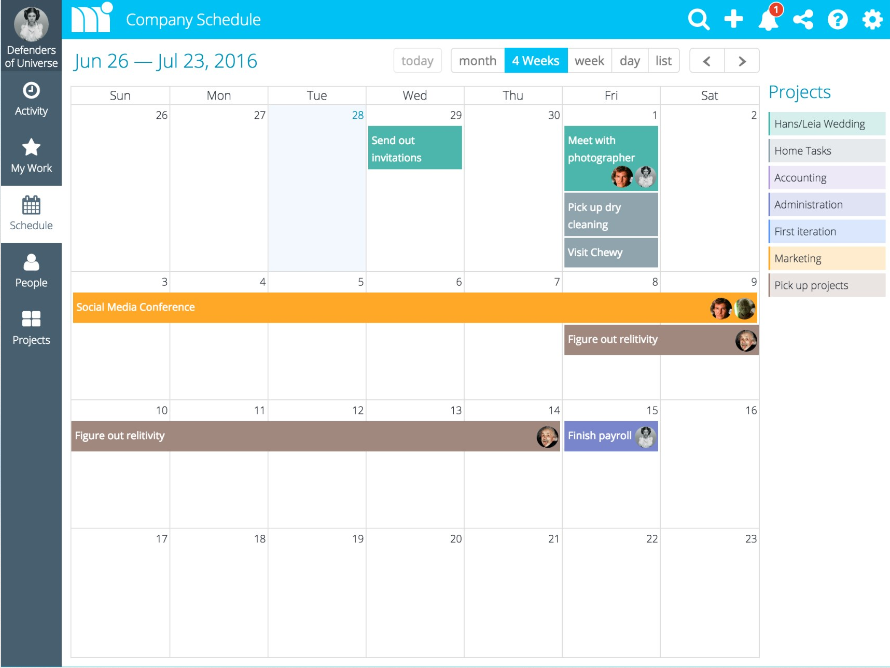 Defenders
of Universe
Activity
My Work
Schedule
People
Projects
Company Schedule
1
Jun 26 — Jul 23, 2016
today
month
4 Weeks
week
day
list
Sun
Mon
Tue
Wed
Thu
Fri
Sat
26
27
28
29
30
1
2
Send out
invitations
Meet with
photographer
Pick up dry
cleaning
Visit Chewy
3
4
5
6
7
8
9
Social Media Conference
Figure out relitivity
10
11
12
13
14
15
16
Figure out relitivity
Finish payroll
17
18
19
20
21
22
23
Projects
Hans/Leia Wedding
Home Tasks
Accounting
Administration
First iteration
Marketing
Pick up projects